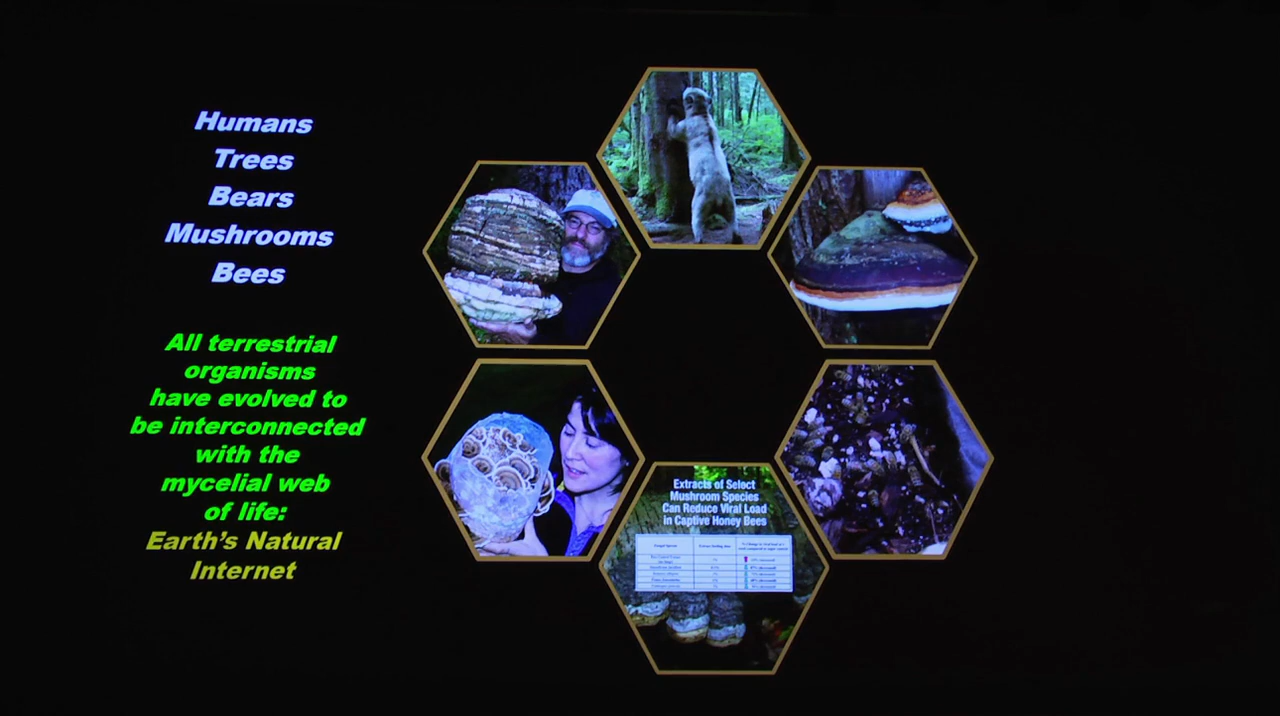 Humans
Trees
Bears
Mushrooms
Bees
All terrestrial
organisms
have evolved to
be interconnected
with the
mycelial web
of life:
Earth's Natural
Internet
Extracts of Select
Mushroom Species
Can Reduce Viral Load
in Captive Honey Bees